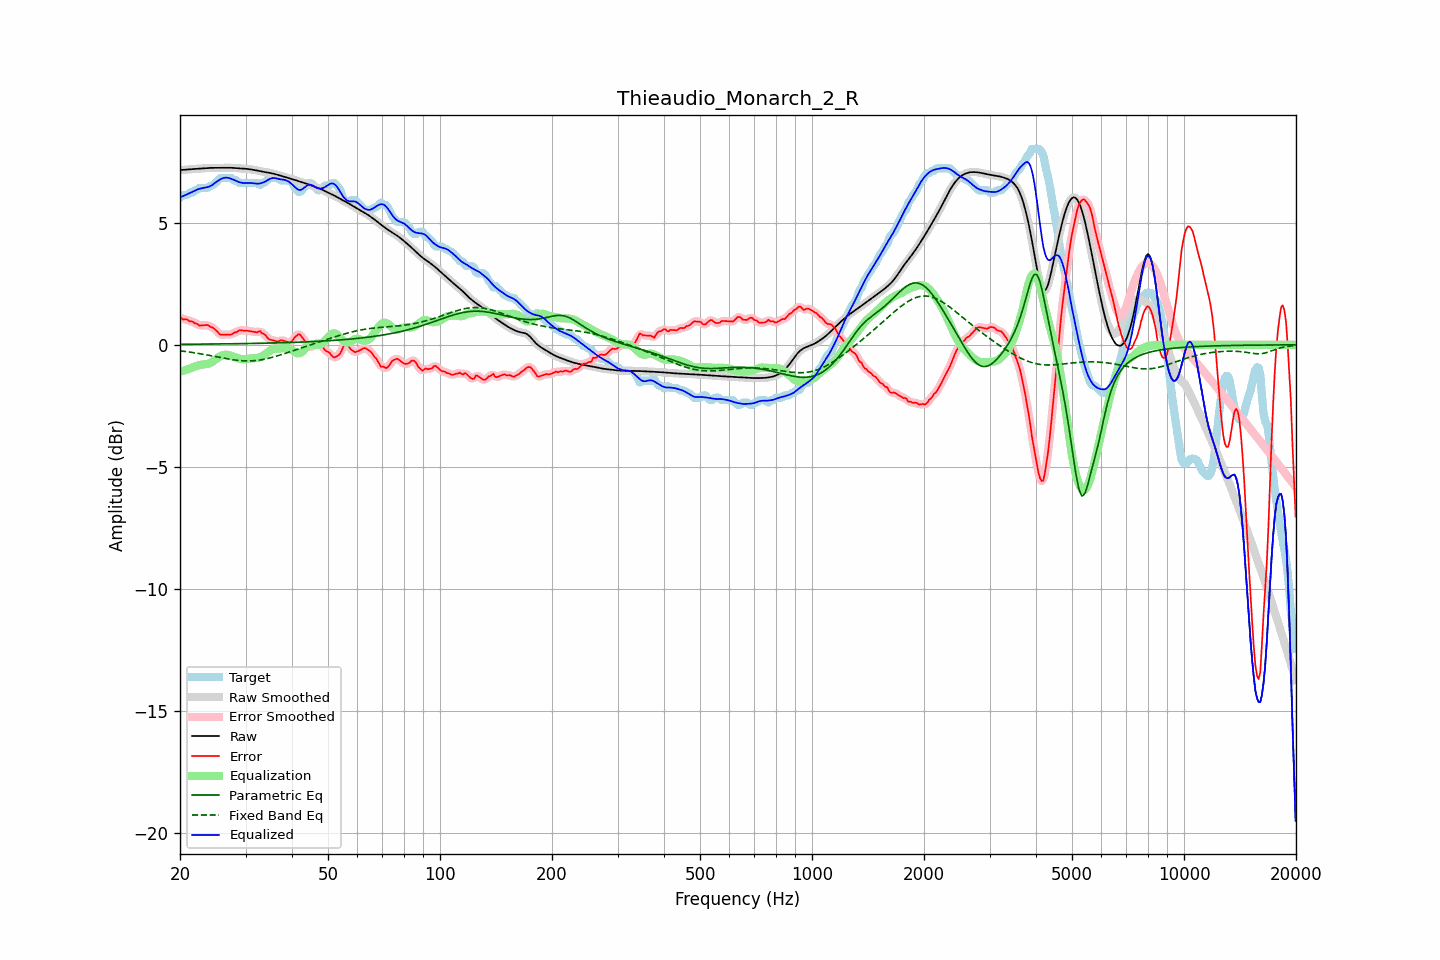 Thieaudio_Monarch_2_R
Amplitude (dBr)
5
0
−5
−10
−15
−20
Target
Raw Smoothed
Error Smoothed
Raw
Error
Equalization
Parametric Eq
Fixed Band Eq
Equalized
20 50 100 200 500 1000 2000 5000 10000 20000
Frequency (Hz)